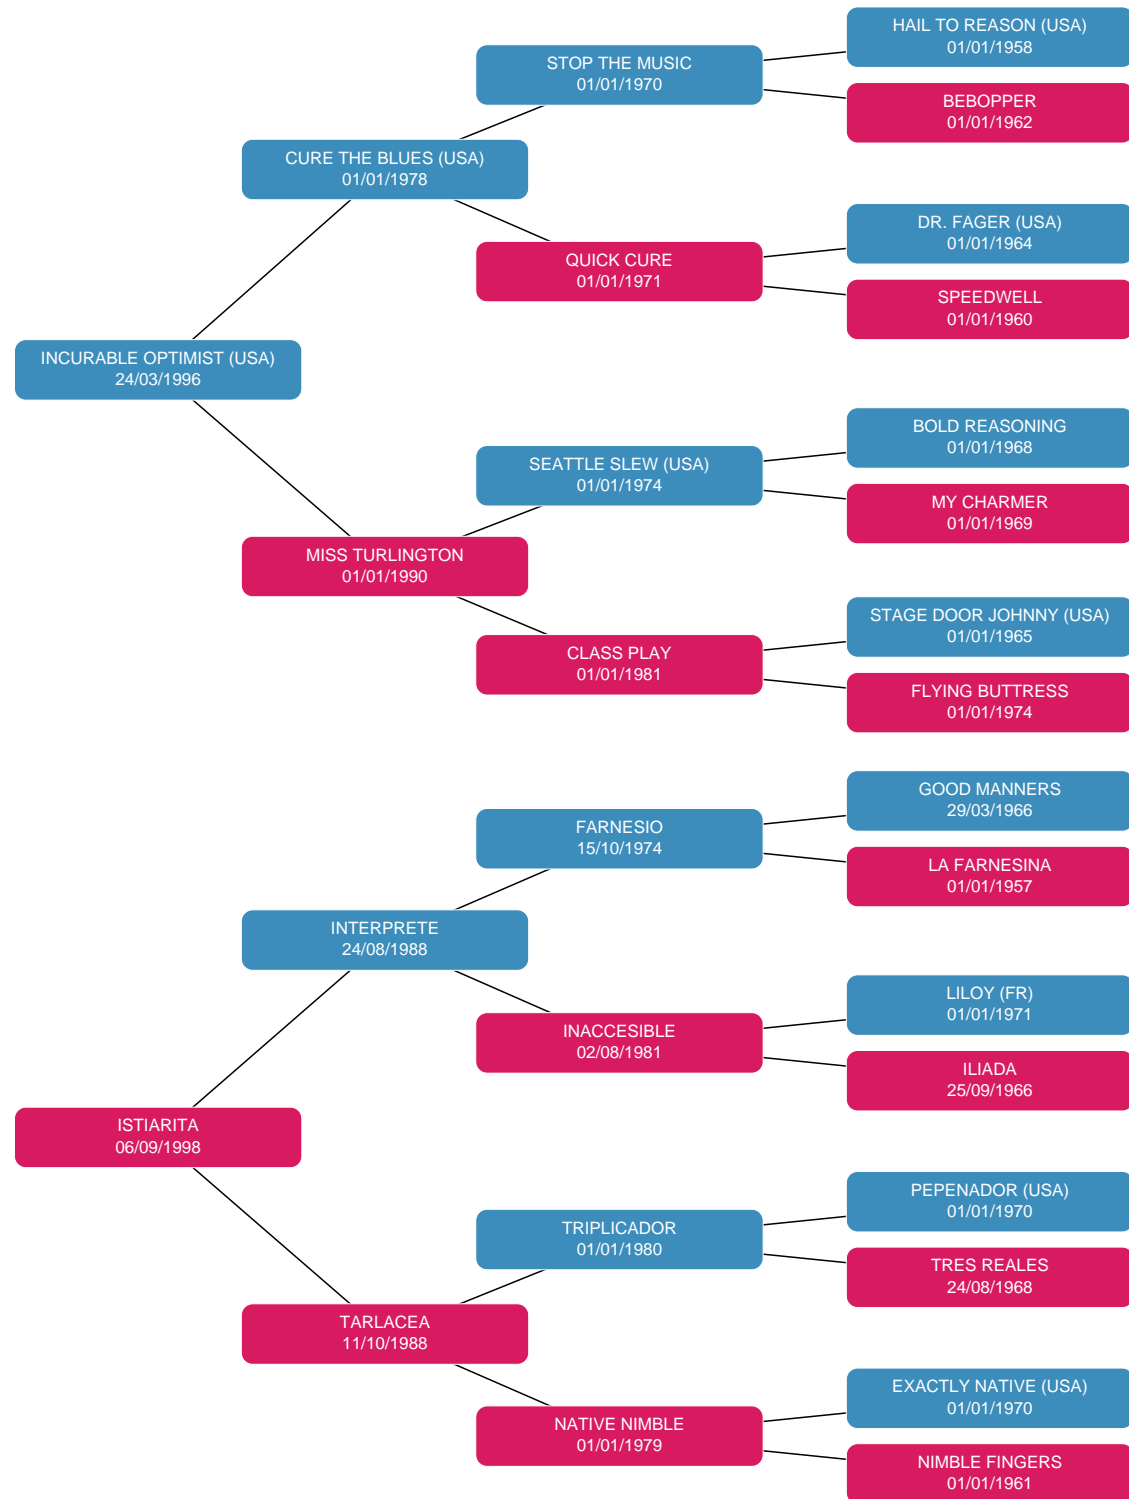 HAIL TO REASON (USA)
01/01/1958
STOP THE MUSIC
01/01/1970
BEBOPPER
01/01/1962
CURE THE BLUES (USA)
01/01/1978
DR. FAGER (USA)
01/01/1964
QUICK CURE
01/01/1971
SPEEDWELL
01/01/1960
INCURABLE OPTIMIST (USA)
24/03/1996
BOLD REASONING
01/01/1968
SEATTLE SLEW (USA)
01/01/1974
MY CHARMER
01/01/1969
MISS TURLINGTON
01/01/1990
STAGE DOOR JOHNNY (USA)
01/01/1965
CLASS PLAY
01/01/1981
FLYING BUTTRESS
01/01/1974
GOOD MANNERS
29/03/1966
FARNESIO
15/10/1974
LA FARNESINA
01/01/1957
INTERPRETE
24/08/1988
LILOY (FR)
01/01/1971
INACCESIBLE
02/08/1981
ILIADA
25/09/1966
ISTIARITA
06/09/1998
PEPENADOR (USA)
01/01/1970
TRIPLICADOR
01/01/1980
TRES REALES
24/08/1968
TARLACEA
11/10/1988
EXACTLY NATIVE (USA)
01/01/1970
NATIVE NIMBLE
01/01/1979
NIMBLE FINGERS
01/01/1961